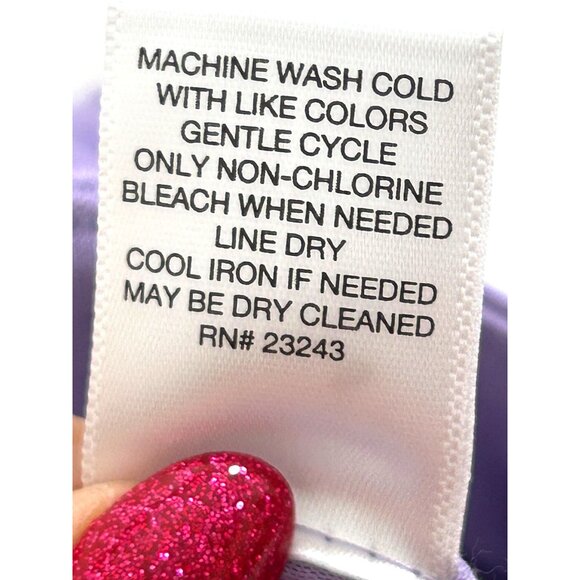 MACHINE WASH COLD
WITH LIKE COLORS
GENTLE CYCLE
ONLY NON-CHLORINE
BLEACH WHEN NEEDED
LINE DRY
COOL IRON IF NEEDED
MAY BE DRY CLEANED
RN# 23243